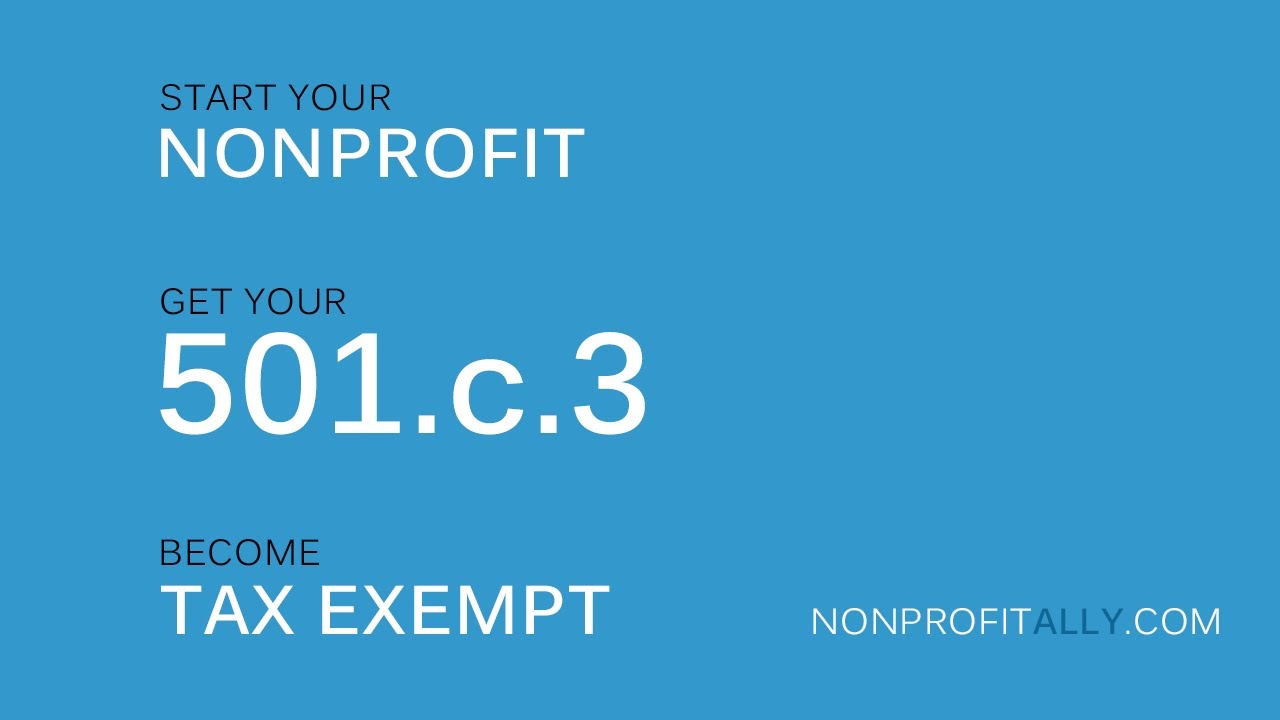 START YOUR
NONPROFIT
GET YOUR
501.c.3
BECOME
TAX EXEMPT
NONPROFITALLY.COM